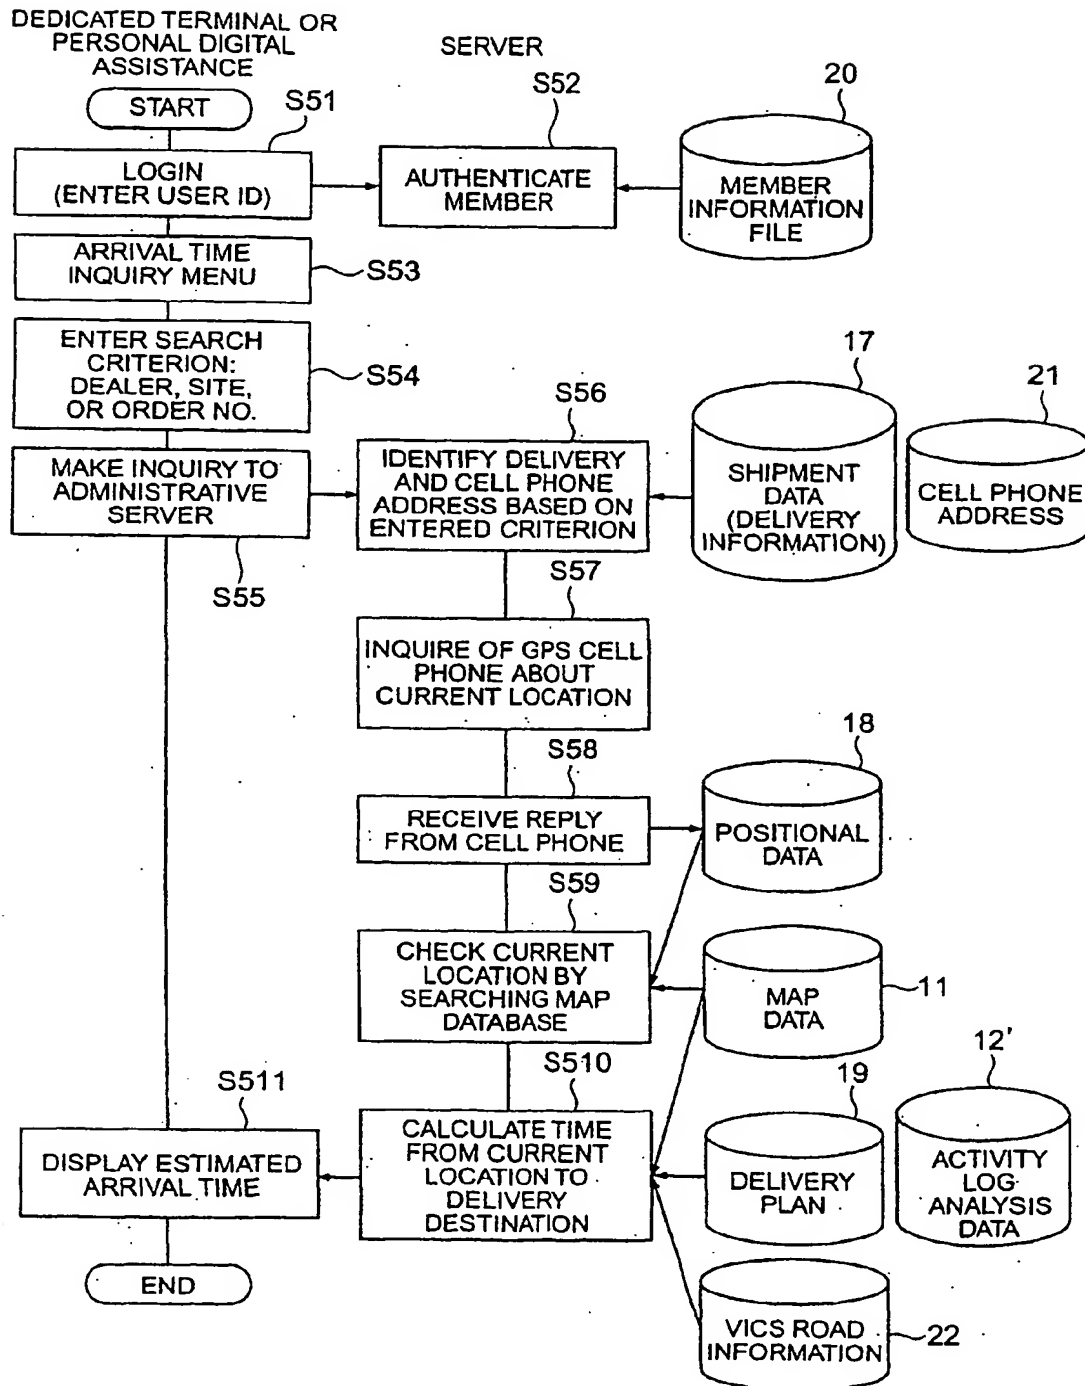 DEDICATED TERMINAL OR
PERSONAL DIGITAL
ASSISTANCE
SERVER
START
S51
S52
20
LOGIN
(ENTER USER ID)
AUTHENTICATE
MEMBER
MEMBER
INFORMATION
FILE
ARRIVAL TIME
INQUIRY MENU
S53
ENTER SEARCH
CRITERION:
DEALER, SITE,
OR ORDER NO.
S54
S56
17
21
MAKE INQUIRY TO
ADMINISTRATIVE
SERVER
S55
IDENTIFY DELIVERY
AND CELL PHONE
ADDRESS BASED ON
ENTERED CRITERION
SHIPMENT
DATA
(DELIVERY
INFORMATION)
CELL PHONE
ADDRESS
S57
INQUIRE OF GPS CELL
PHONE ABOUT
CURRENT LOCATION
S58
18
RECEIVE REPLY
FROM CELL PHONE
POSITIONAL
DATA
S59
CHECK CURRENT
LOCATION BY
SEARCHING MAP
DATABASE
MAP
DATA
11
S510
19
12'
S511
CALCULATE TIME
FROM CURRENT
LOCATION TO
DELIVERY
DESTINATION
DELIVERY
PLAN
ACTIVITY
LOG
ANALYSIS
DATA
DISPLAY ESTIMATED
ARRIVAL TIME
END
VICS ROAD
INFORMATION
22